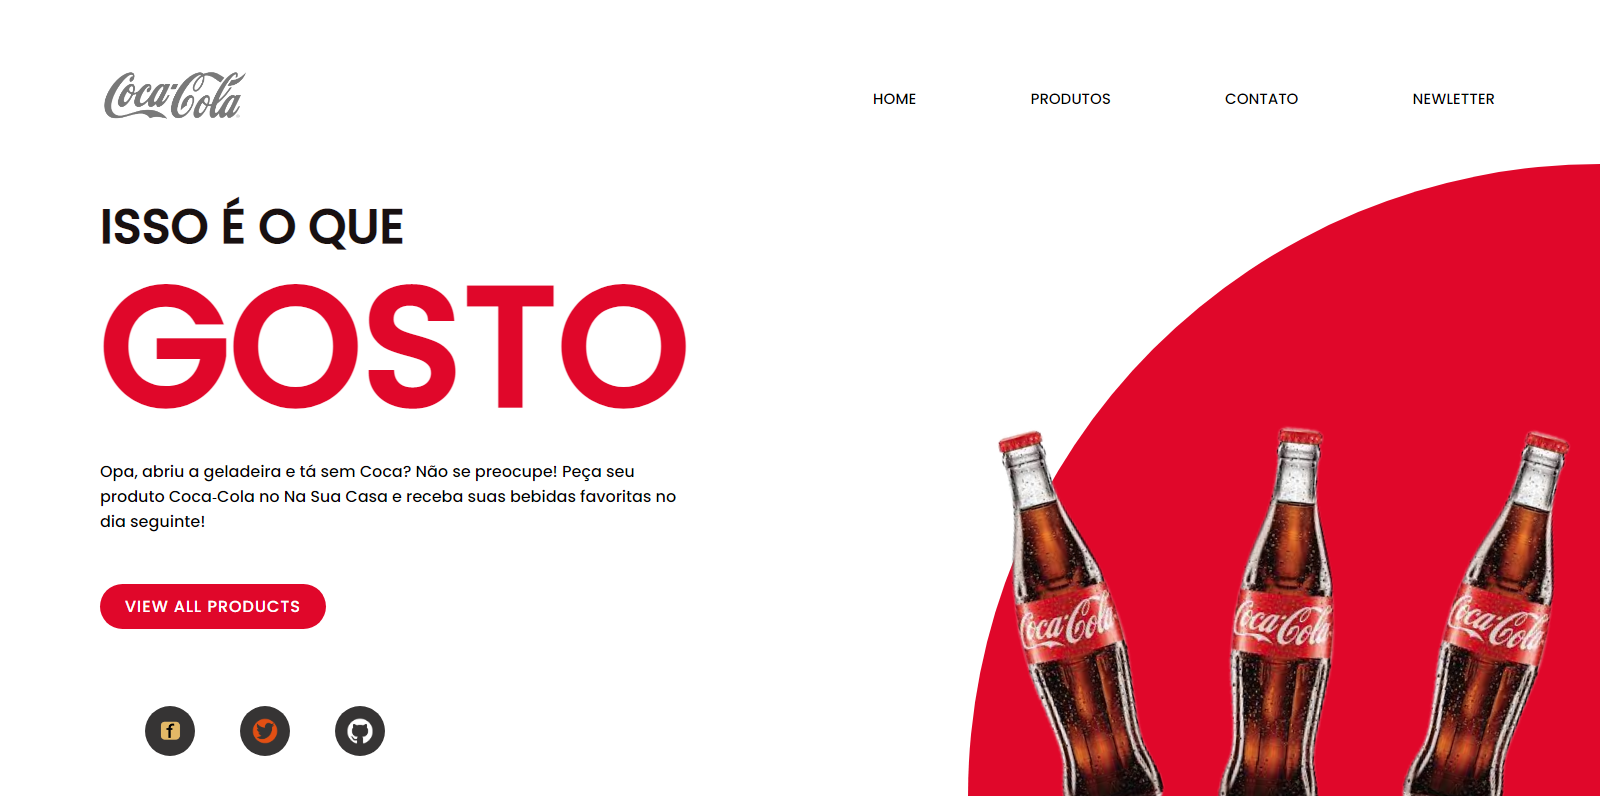 Coca-Cola
HOME
PRODUTOS
CONTATO
NEWLETTER
ISSO É O QUE
GOSTO
Opa, abriu a geladeira e tá sem Coca? Não se preocupe! Peça seu
produto Coca-Cola no Na Sua Casa e receba suas bebidas favoritas no
dia seguinte!
VIEW ALL PRODUCTS
f
Coca-Cola
Coca-Cola
Coca-Cola